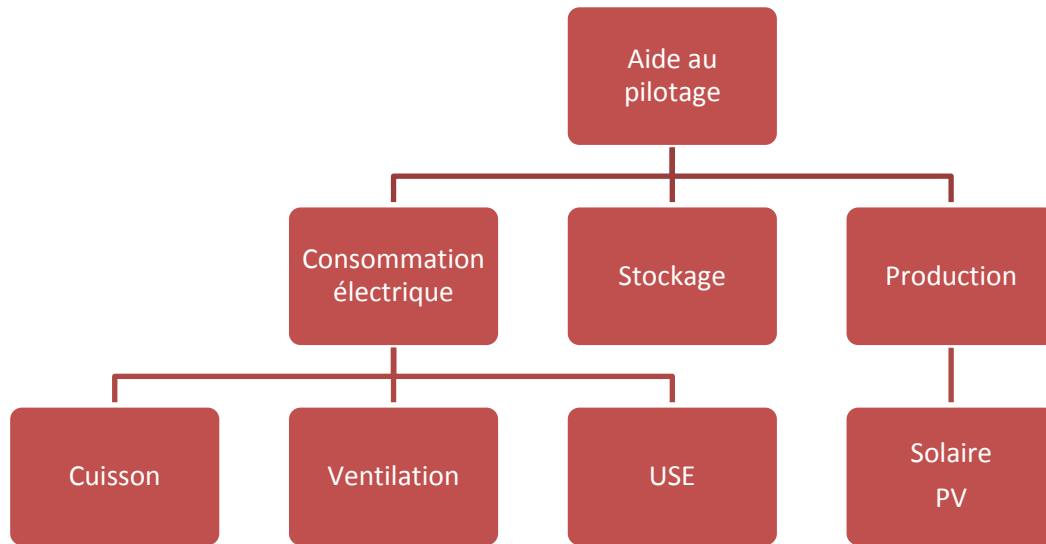 Aide au
pilotage
Consommation
électrique
Stockage
Production
Cuisson
Ventilation
USE
Solaire
PV